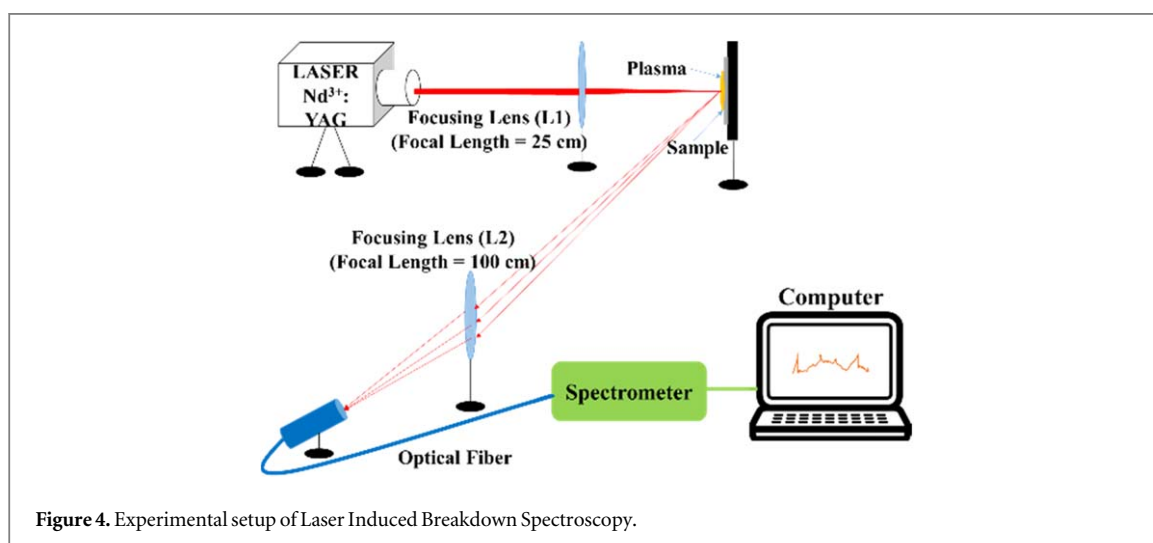 LASER
Nd³⁺:
YAG
Focusing Lens (L1)
(Focal Length = 25 cm)
Plasma
Sample
Focusing Lens (L2)
(Focal Length = 100 cm)
Computer
Spectrometer
Optical Fiber
Figure 4. Experimental setup of Laser Induced Breakdown Spectroscopy.